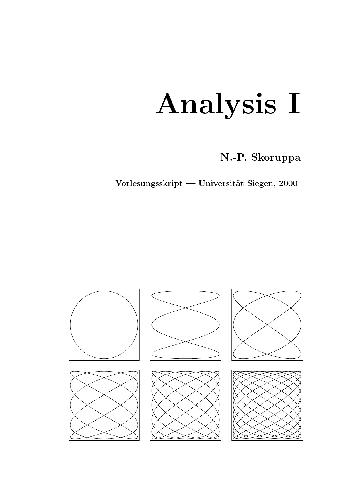 Analysis I
N.-P. Skoruppa
Vorlesungsskript — Universität Siegen, 2000